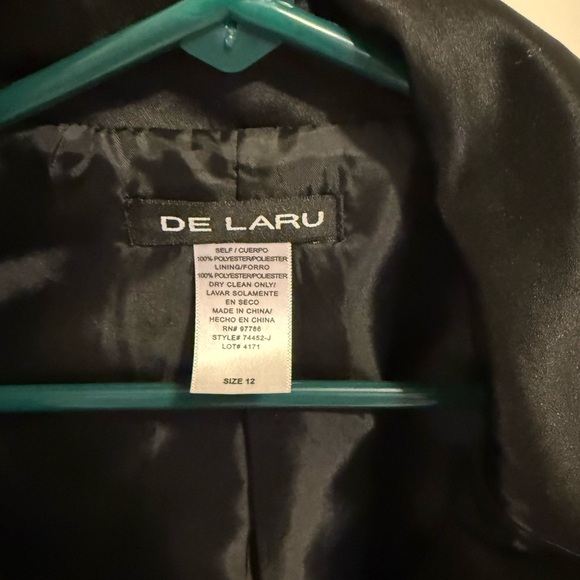 DE LARU
SELF / CUERPO
100% POLYESTER/POLIESTER
LINING/FORRO
100% POLYESTER/POLIESTER
DRY CLEAN ONLY/
LAVAR SOLAMENTE
EN SECO
MADE IN CHINA/
HECHO EN CHINA
RN# 97786
STYLE# 74452-J
LOT# 4171
SIZE 12